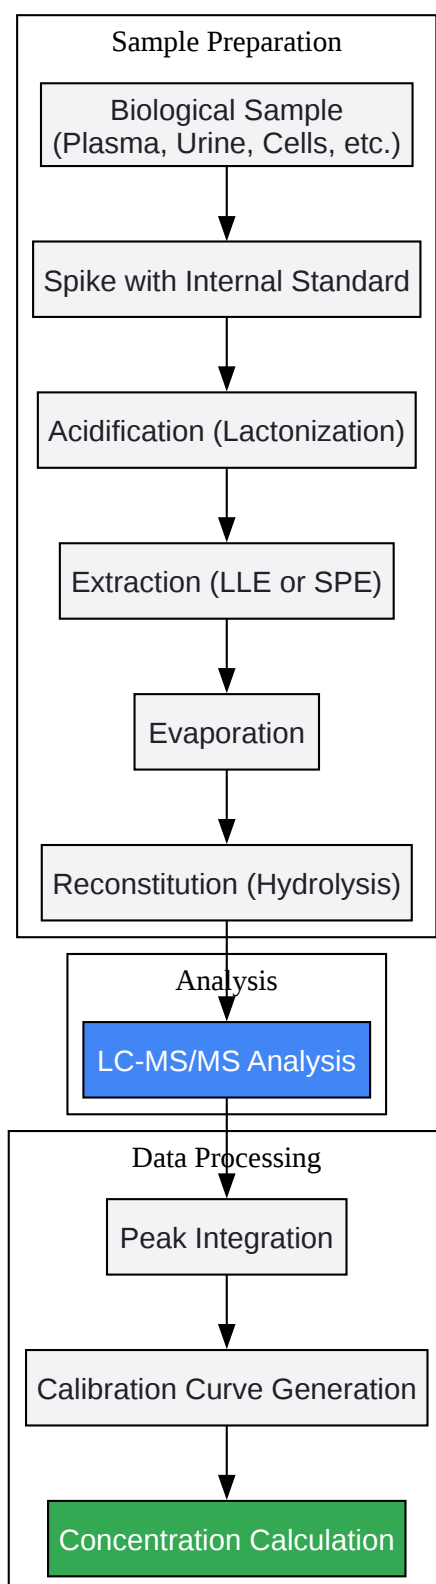 Sample Preparation
Biological Sample
(Plasma, Urine, Cells, etc.)
Spike with Internal Standard
Acidification (Lactonization)
Extraction (LLE or SPE)
Evaporation
Reconstitution (Hydrolysis)
Analysis
LC-MS/MS Analysis
Data Processing
Peak Integration
Calibration Curve Generation
Concentration Calculation